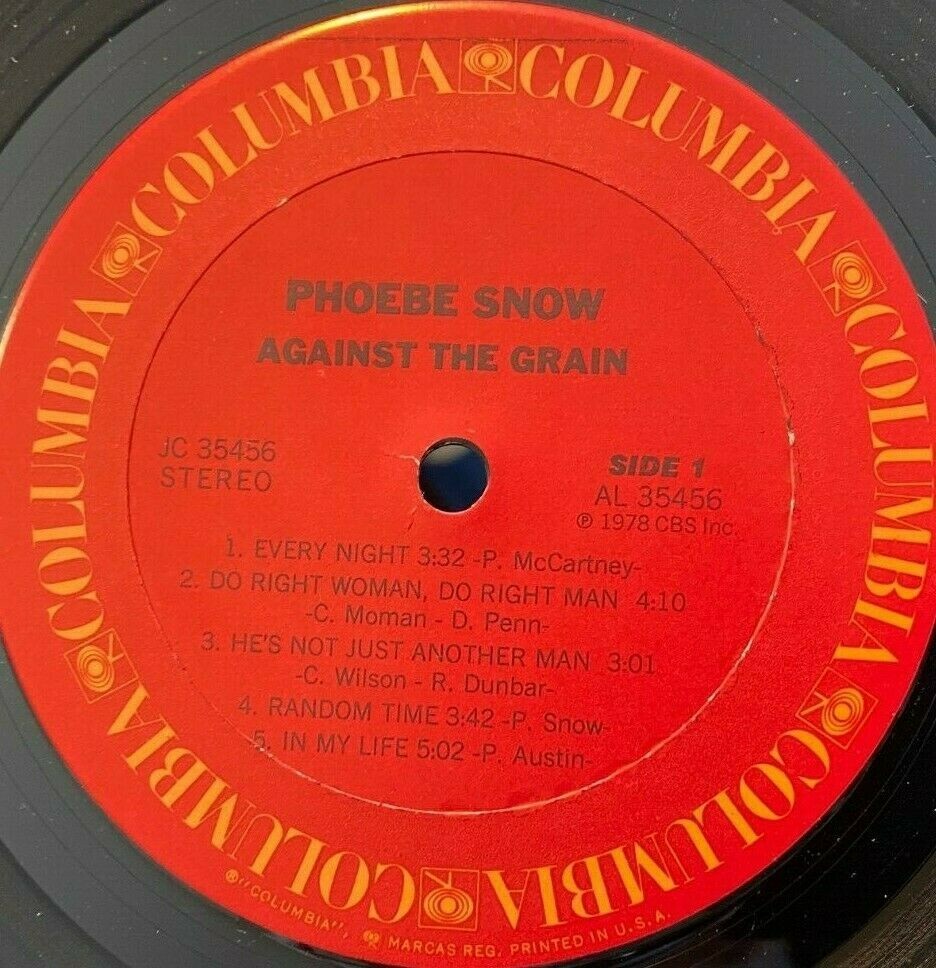 COLUMBIA COLUMBIA COLUMBIA COLUMBIA COLUMBIA COLUMBIA COLUMBIA
PHOEBE SNOW
AGAINST THE GRAIN
JC 35456
STEREO
SIDE 1
AL 35456
℗ 1978 CBS Inc.
1. EVERY NIGHT 3:32 -P. McCartney-
2. DO RIGHT WOMAN, DO RIGHT MAN 4:10
-C. Moman - D. Penn-
3. HE'S NOT JUST ANOTHER MAN 3:01
-C. Wilson - R. Dunbar-
4. RANDOM TIME 3:42 -P. Snow-
5. IN MY LIFE 5:02 -P. Austin-
®"COLUMBIA", MARCAS REG. PRINTED IN U.S.A.